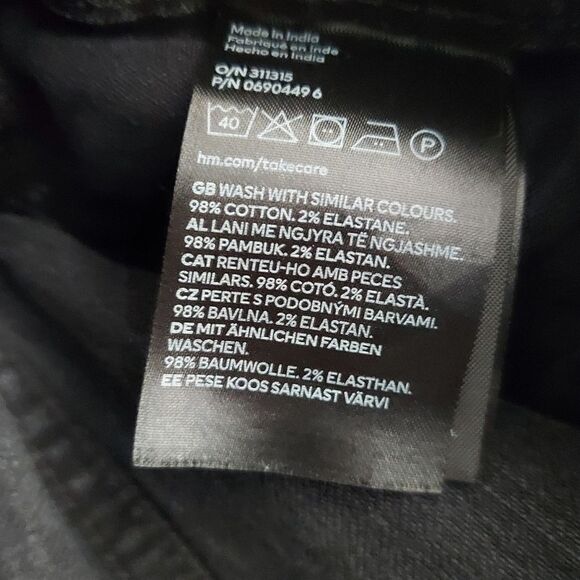 Made in India
Fabriqué en Inde
Hecho en India
O/N 311315
P/N 0690449 6
40 P
hm.com/takecare
GB WASH WITH SIMILAR COLOURS.
98% COTTON. 2% ELASTANE.
AL LANI ME NGJYRA TË NGJASHME.
98% PAMBUK. 2% ELASTAN.
CAT RENTEU-HO AMB PECES
SIMILARS. 98% COTÓ. 2% ELASTÀ.
CZ PERTE S PODOBNÝMI BARVAMI.
98% BAVLNA. 2% ELASTAN.
DE MIT ÄHNLICHEN FARBEN
WASCHEN.
98% BAUMWOLLE. 2% ELASTHAN.
EE PESE KOOS SARNAST VÄRVI